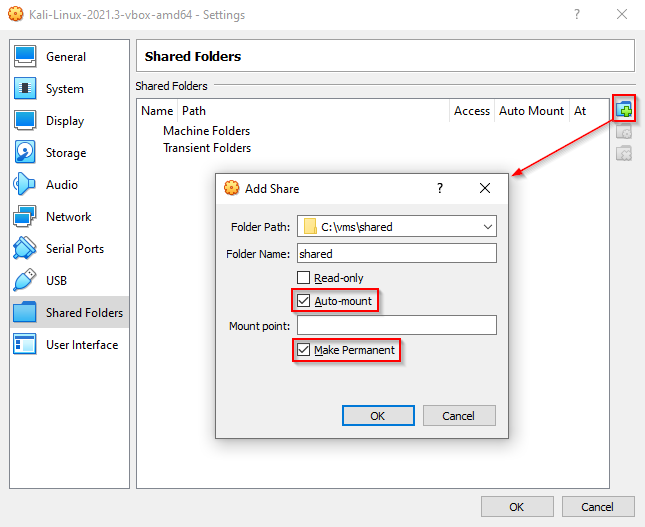 Kali-Linux-2021.3-vbox-amd64 - Settings
?
General
System
Display
Storage
Audio
Network
Serial Ports
USB
Shared Folders
User Interface
Shared Folders
Shared Folders
Name Path Access Auto Mount At
Machine Folders
Transient Folders
Add Share
?
Folder Path: C:\vms\shared
Folder Name: shared
Read-only
Auto-mount
Mount point:
Make Permanent
OK Cancel
OK Cancel